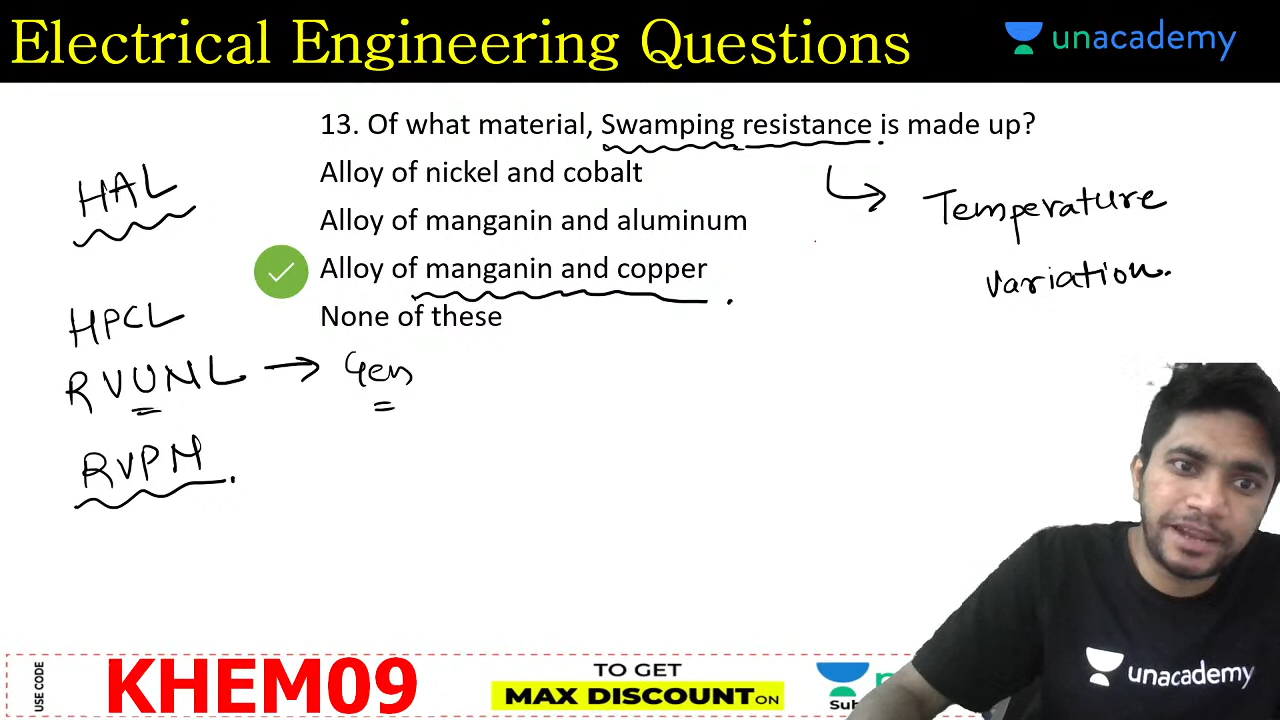 Electrical Engineering Questions
unacademy
13. Of what material, Swamping resistance is made up?
Alloy of nickel and cobalt
Alloy of manganin and aluminum
Alloy of manganin and copper
None of these
Temperature
variation.
HAL
HPCL
RVUNL → Gen
RVPN.
unacademy
USE CODE
KHEM09
TO GET
MAX DISCOUNT ON